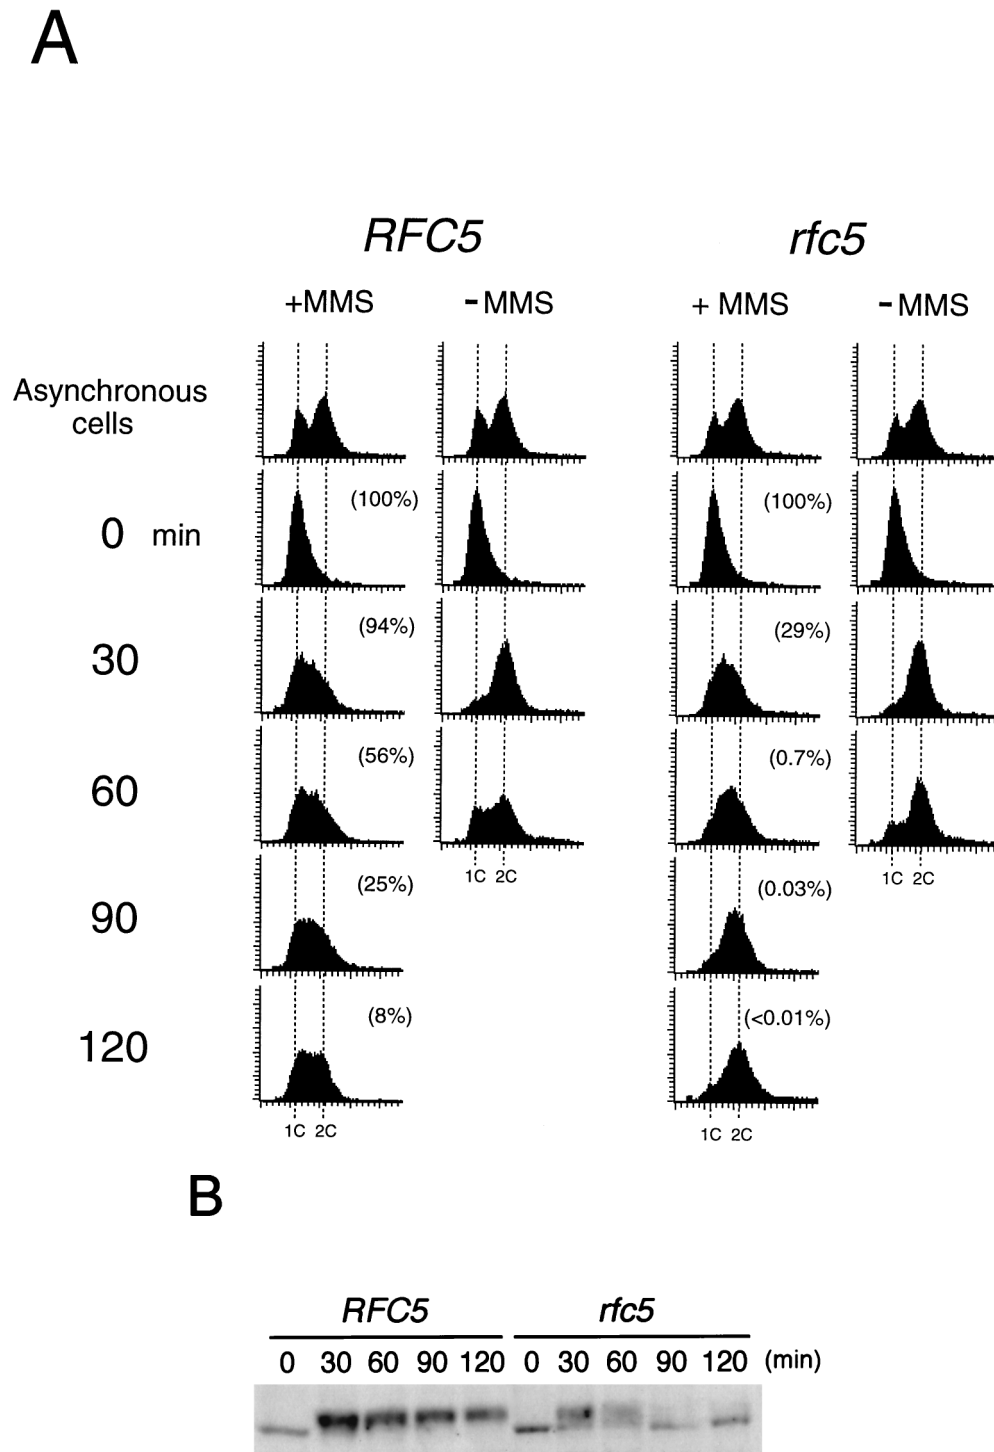 A
RFC5 rfc5
+MMS -MMS + MMS -MMS
Asynchronous
cells
0 min (100%) (100%)
30 (94%) (29%)
60 (56%) (0.7%)
1C 2C 1C 2C
90 (25%) (0.03%)
120 (8%) (<0.01%)
1C 2C 1C 2C
B
RFC5 rfc5
0 30 60 90 120 0 30 60 90 120 (min)